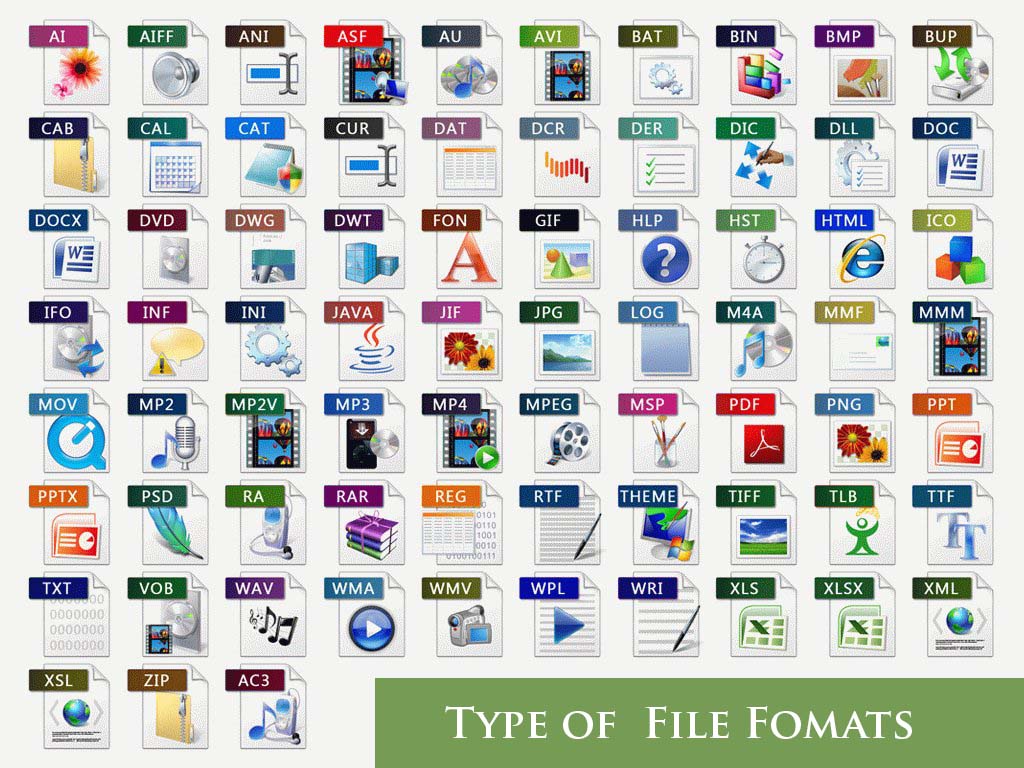 AI AIFF ANI ASF AU AVI BAT BIN BMP BUP
CAB CAL CAT CUR DAT DCR DER DIC DLL DOC
DOCX DVD DWG DWT FON GIF HLP HST HTML ICO
IFO INF INI JAVA JIF JPG LOG M4A MMF MMM
MOV MP2 MP2V MP3 MP4 MPEG MSP PDF PNG PPT
PPTX PSD RA RAR REG RTF THEME TIFF TLB TTF
TXT VOB WAV WMA WMV WPL WRI XLS XLSX XML
XSL ZIP AC3
TYPE OF FILE FOMATS